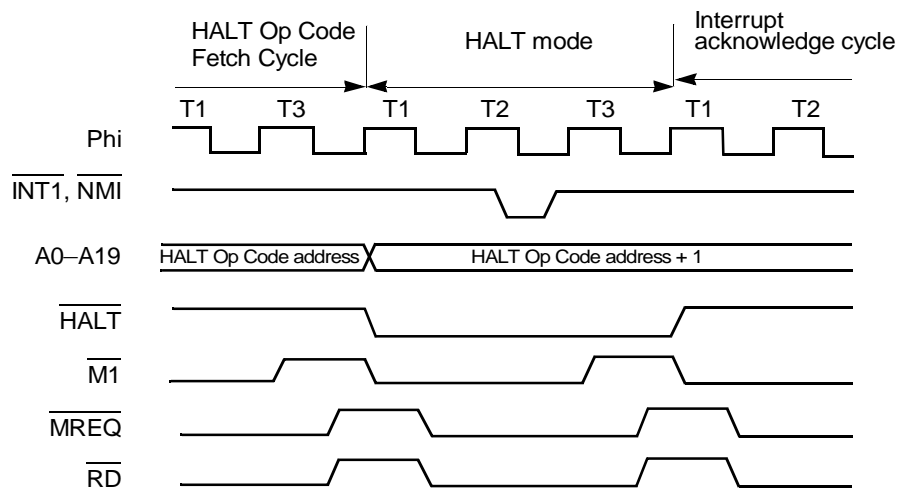 HALT Op Code
Fetch Cycle
HALT mode
Interrupt
acknowledge cycle
T1 T3 T1 T2 T3 T1 T2
Phi
INT1, NMI
A0–A19 HALT Op Code address HALT Op Code address + 1
HALT
M1
MREQ
RD